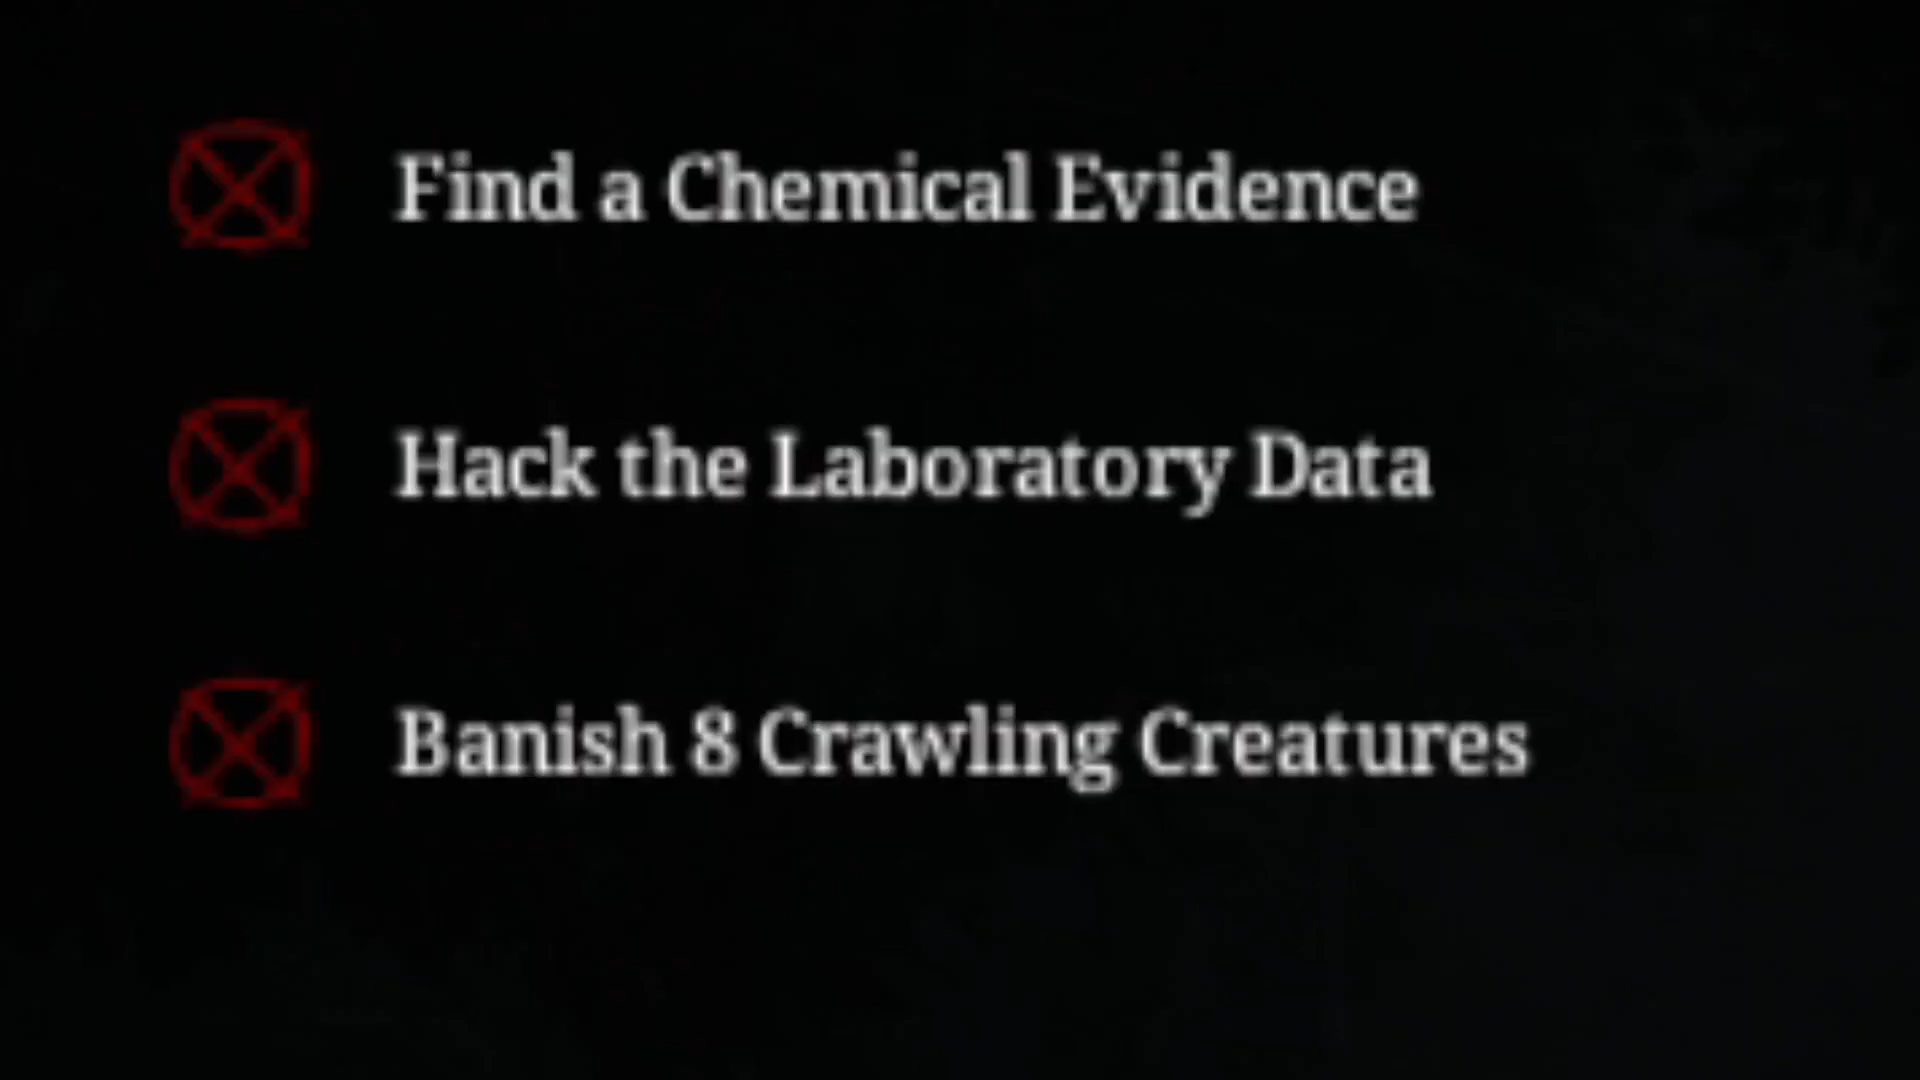 Find a Chemical Evidence
Hack the Laboratory Data
Banish 8 Crawling Creatures